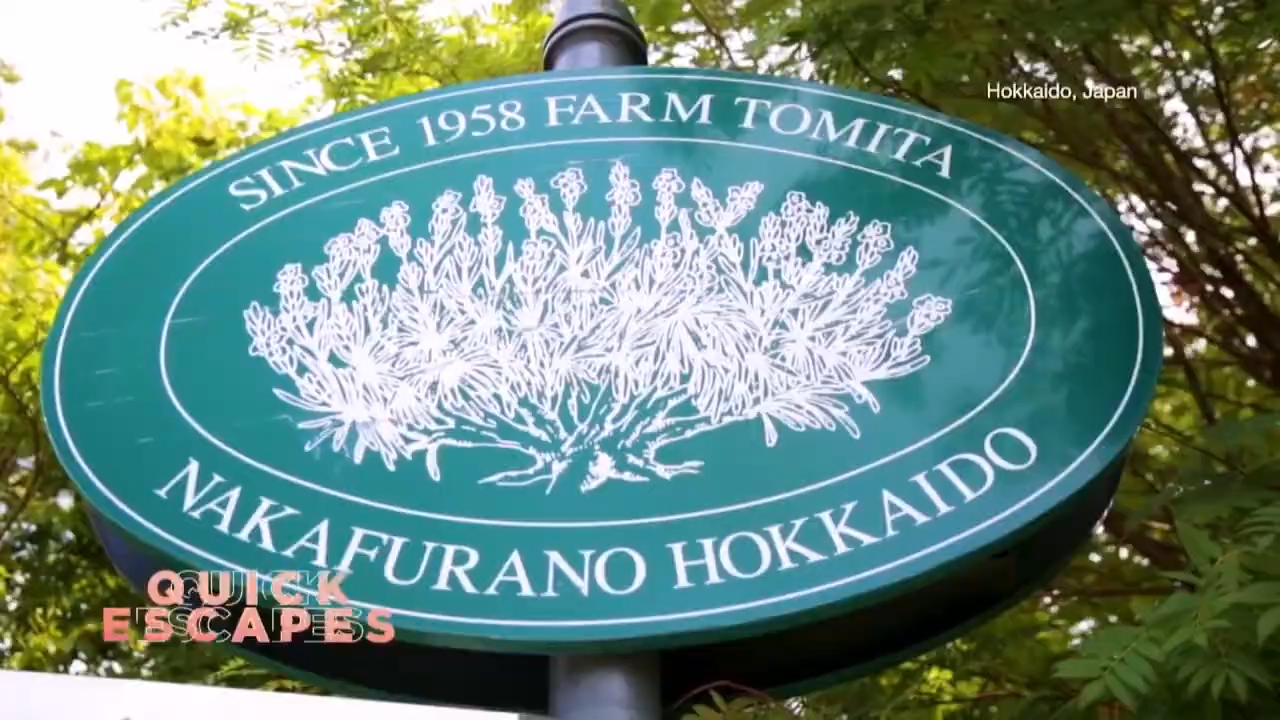 Hokkaido, Japan
SINCE 1958 FARM TOMITA
NAKAFURANO HOKKAIDO
QUICK
ESCAPES